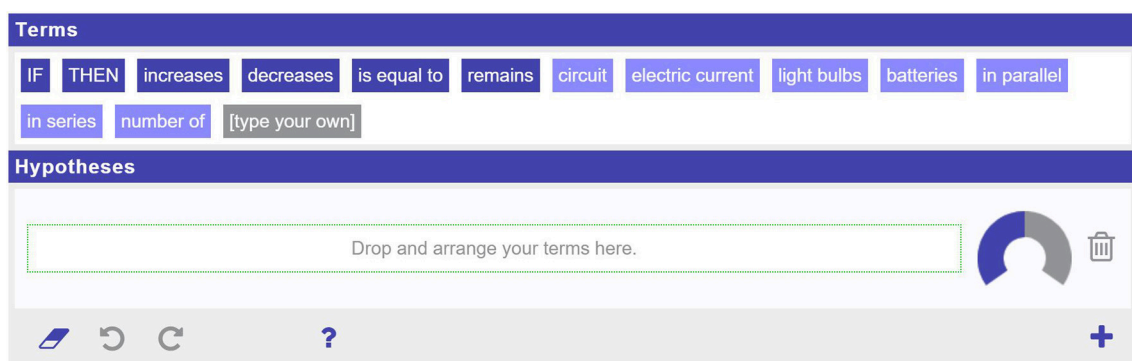 Terms
IF THEN increases decreases is equal to remains circuit electric current light bulbs batteries in parallel
in series number of [type your own]
Hypotheses
Drop and arrange your terms here.
?